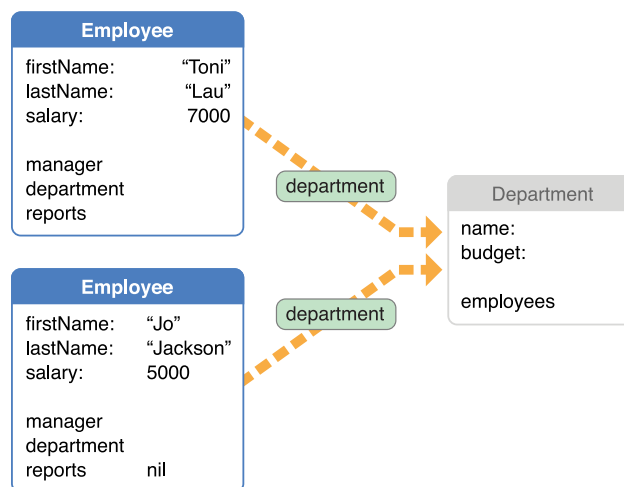 Employee
firstName: “Toni”
lastName: “Lau”
salary: 7000
manager
department
reports
department
Department
name:
budget:
employees
Employee
firstName: “Jo”
lastName: “Jackson”
salary: 5000
manager
department
reports nil
department